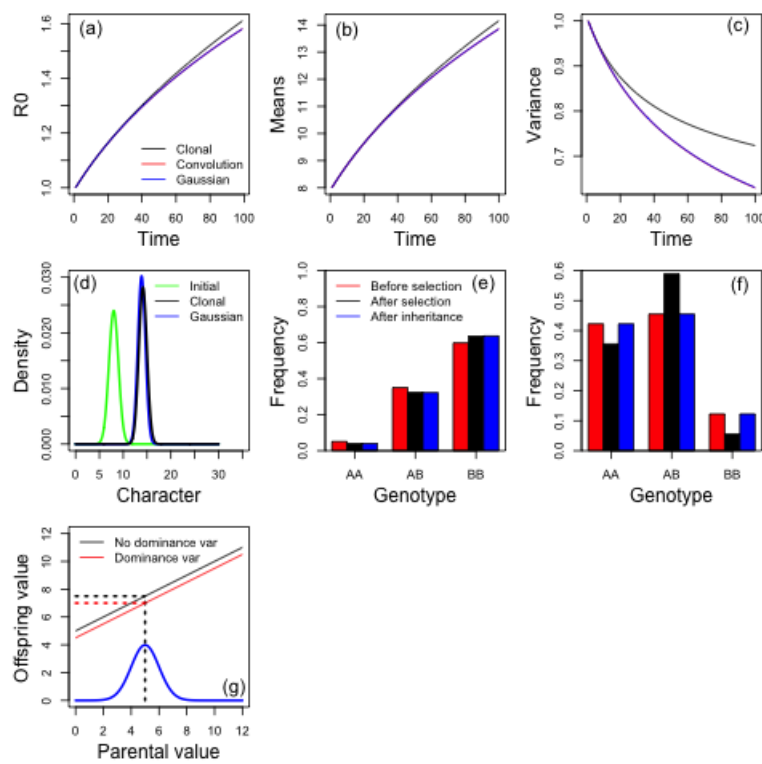 (a)
R0
1.0 1.2 1.4 1.6
Clonal
Convolution
Gaussian
0 20 40 60 80 100
Time
(b)
Means
8 9 10 11 12 13 14
0 20 40 60 80 100
Time
(c)
Variance
0.7 0.8 0.9 1.0
0 20 40 60 80 100
Time
(d)
Density
0.000 0.010 0.020 0.030
Initial
Clonal
Gaussian
0 5 10 20 30
Character
(e)
Frequency
0.0 0.2 0.4 0.6 0.8 1.0
Before selection
After selection
After inheritance
AA AB BB
Genotype
(f)
Frequency
0.0 0.1 0.2 0.3 0.4 0.5 0.6
AA AB BB
Genotype
(g)
Offspring value
0 2 4 6 8 10 12
No dominance var
Dominance var
0 2 4 6 8 10 12
Parental value